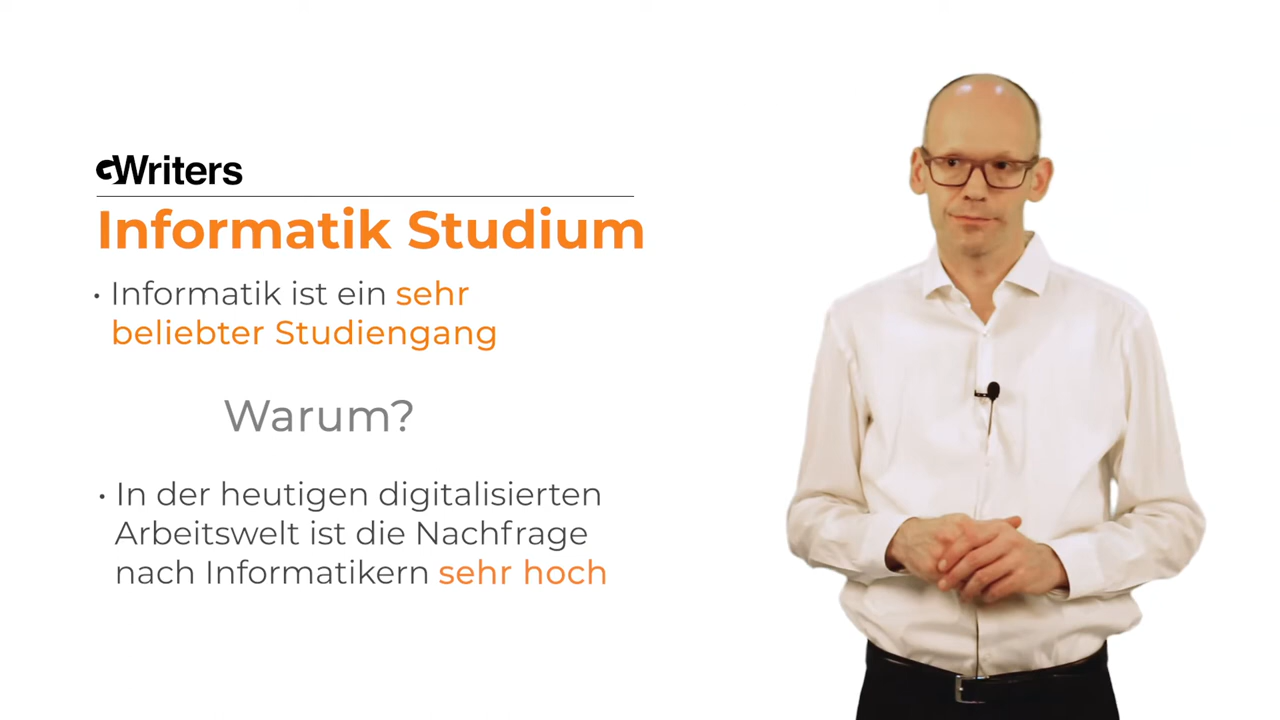 GWriters
Informatik Studium
• Informatik ist ein sehr
beliebter Studiengang
Warum?
• In der heutigen digitalisierten
Arbeitswelt ist die Nachfrage
nach Informatikern sehr hoch